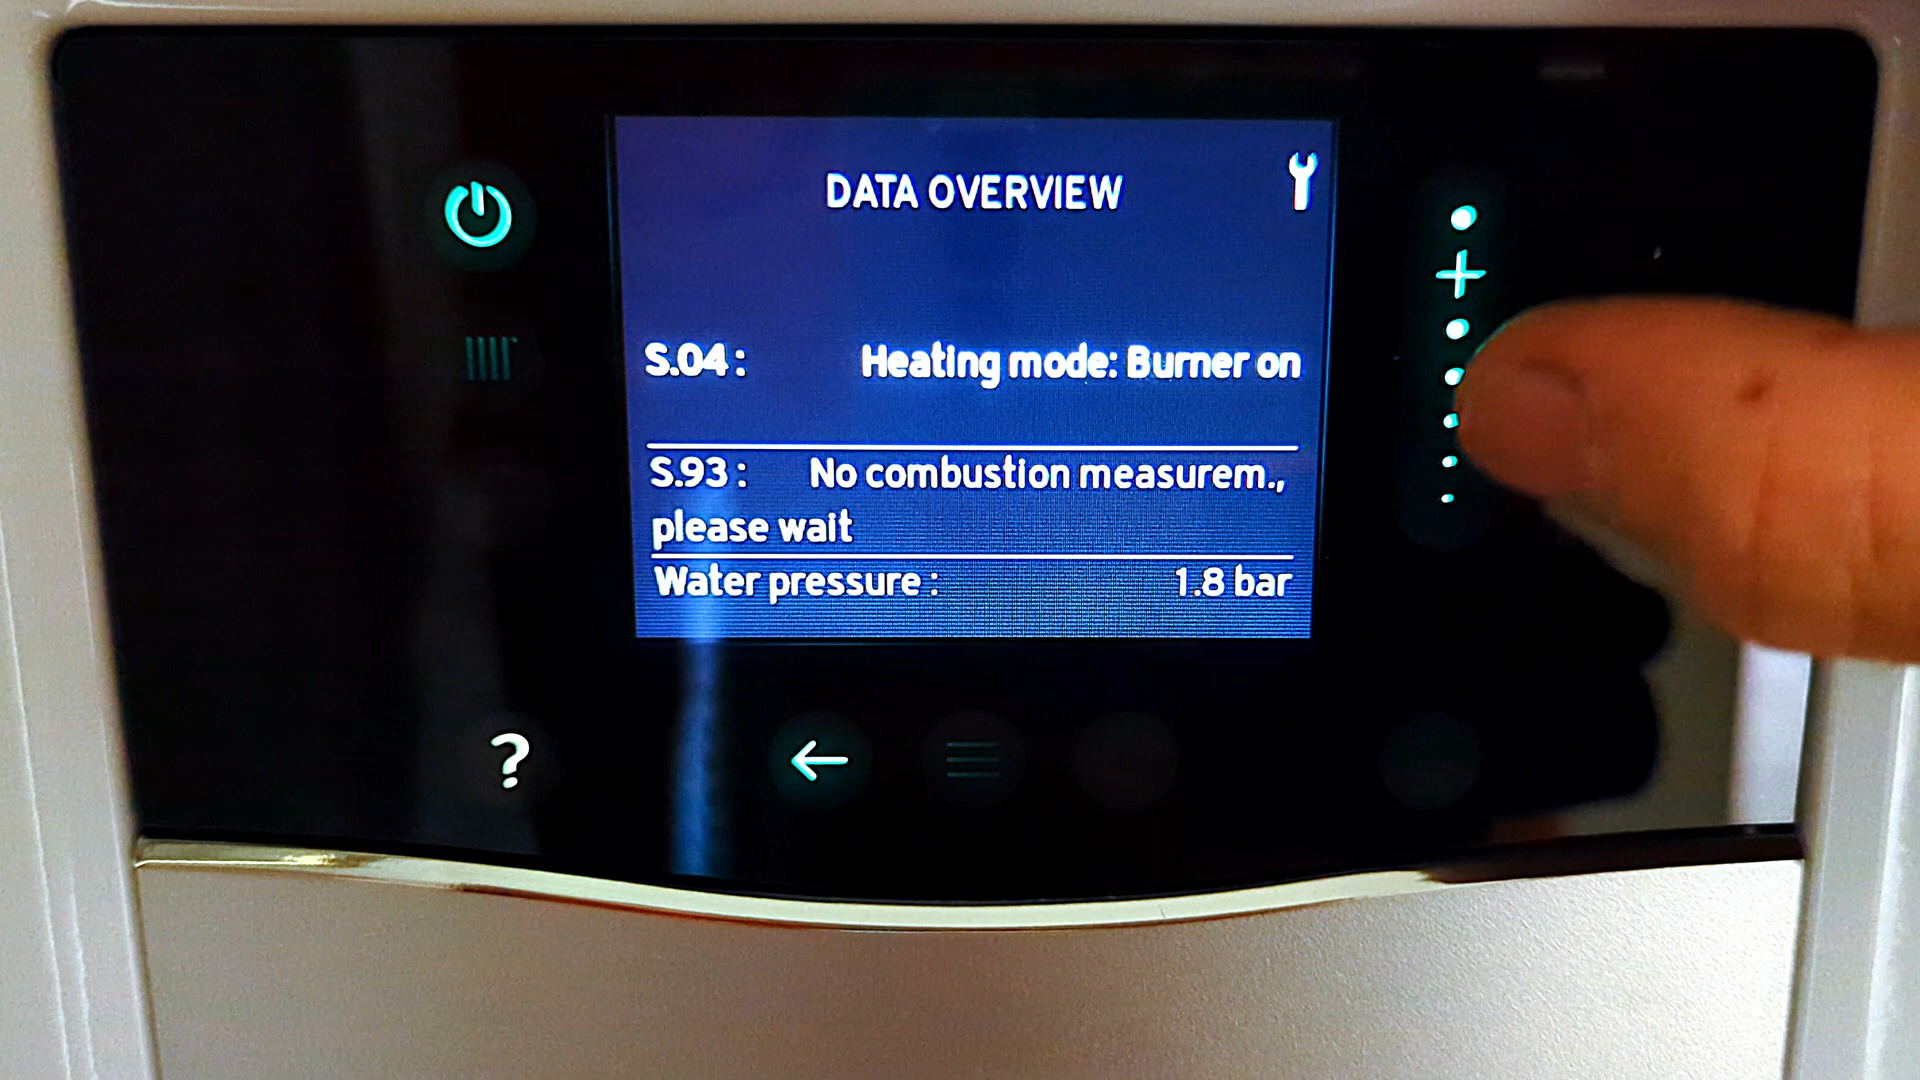 DATA OVERVIEW
S.04: Heating mode: Burner on
S.93: No combustion measurem.,
please wait
Water pressure: 1.8 bar
?